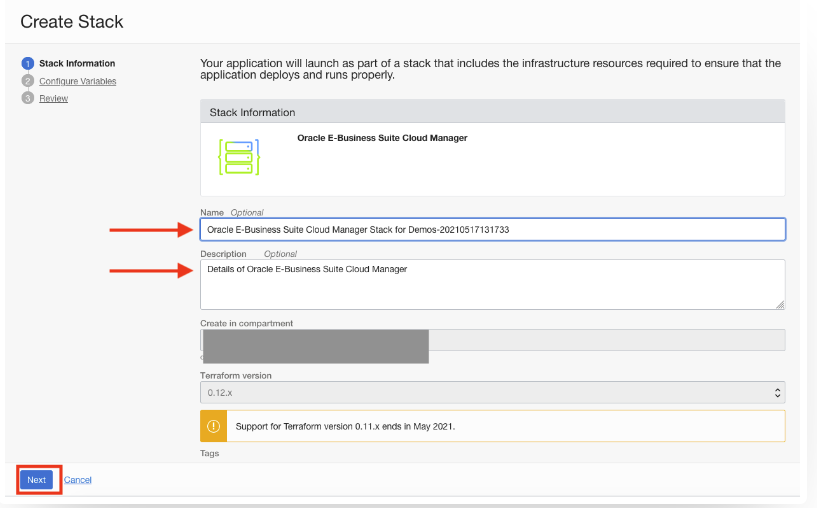 Create Stack
1 Stack Information
2 Configure Variables
3 Review
Your application will launch as part of a stack that includes the infrastructure resources required to ensure that the
application deploys and runs properly.
Stack Information
Oracle E-Business Suite Cloud Manager
Name Optional
Oracle E-Business Suite Cloud Manager Stack for Demos-20210517131733
Description Optional
Details of Oracle E-Business Suite Cloud Manager
Create in compartment
Terraform version
0.12.x
Support for Terraform version 0.11.x ends in May 2021.
Tags
Next Cancel